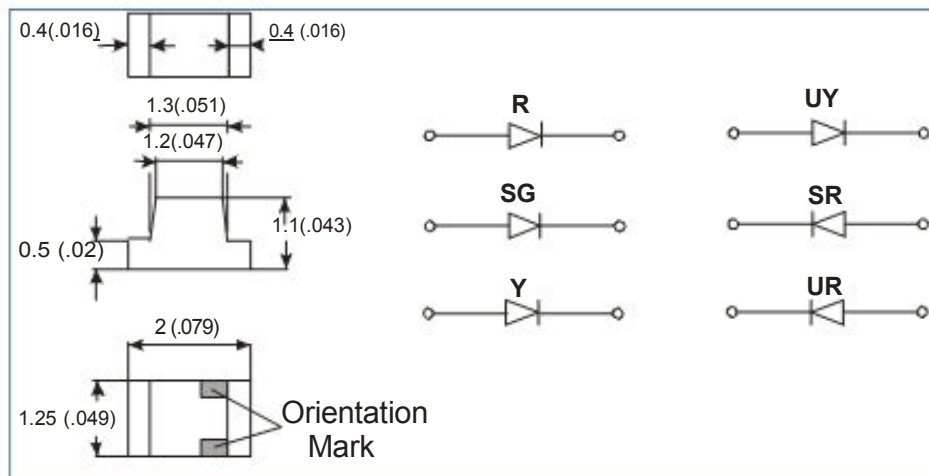 0.4(.016)
0.4 (.016)
1.3(.051)
1.2(.047)
1.1(.043)
0.5 (.02)
2 (.079)
1.25 (.049)
Orientation
Mark
R
UY
SG
SR
Y
UR